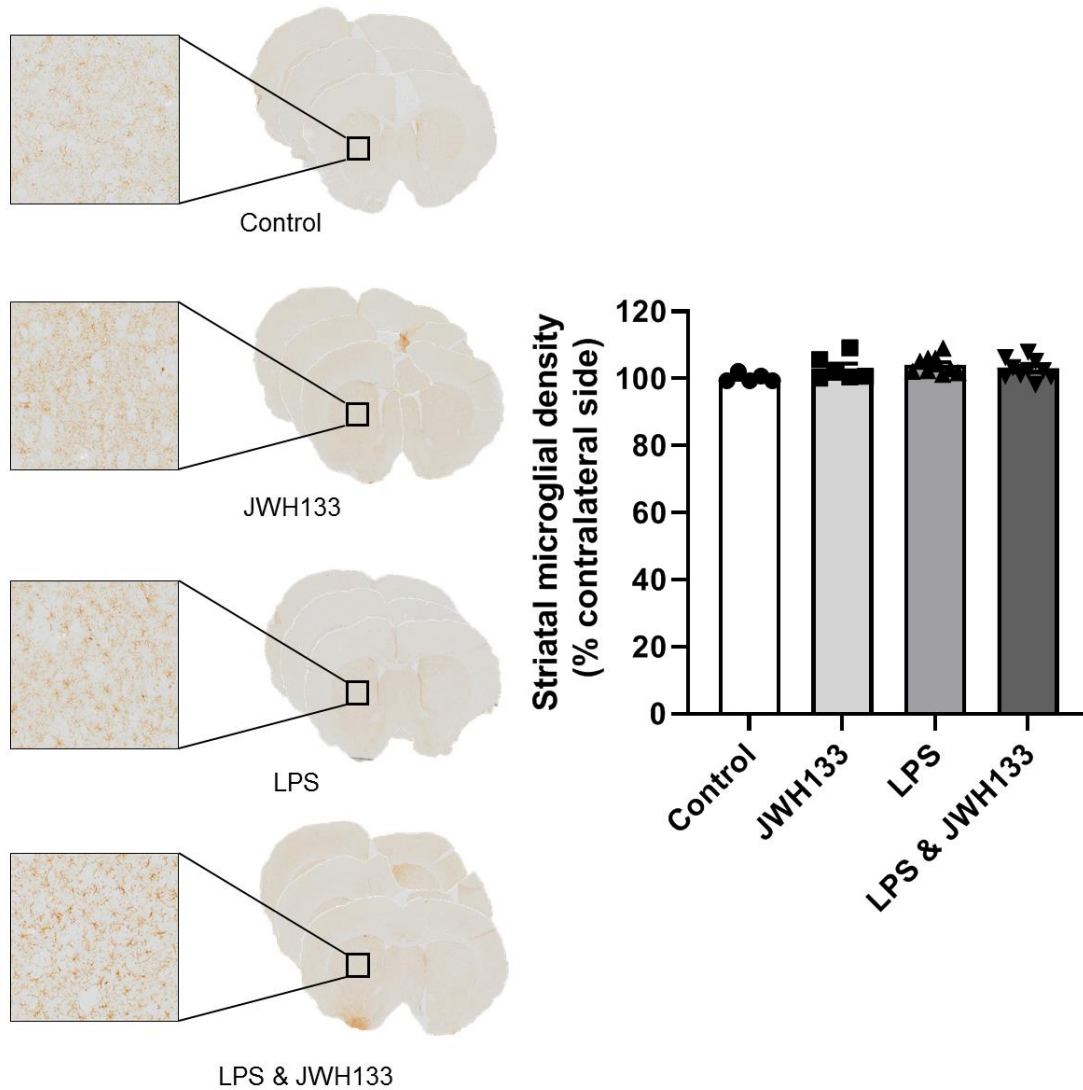 Control
JWH133
LPS
LPS & JWH133
Striatal microglial density
(% contralateral side)
120
100
80
60
40
20
0
Control
JWH133
LPS
LPS & JWH133